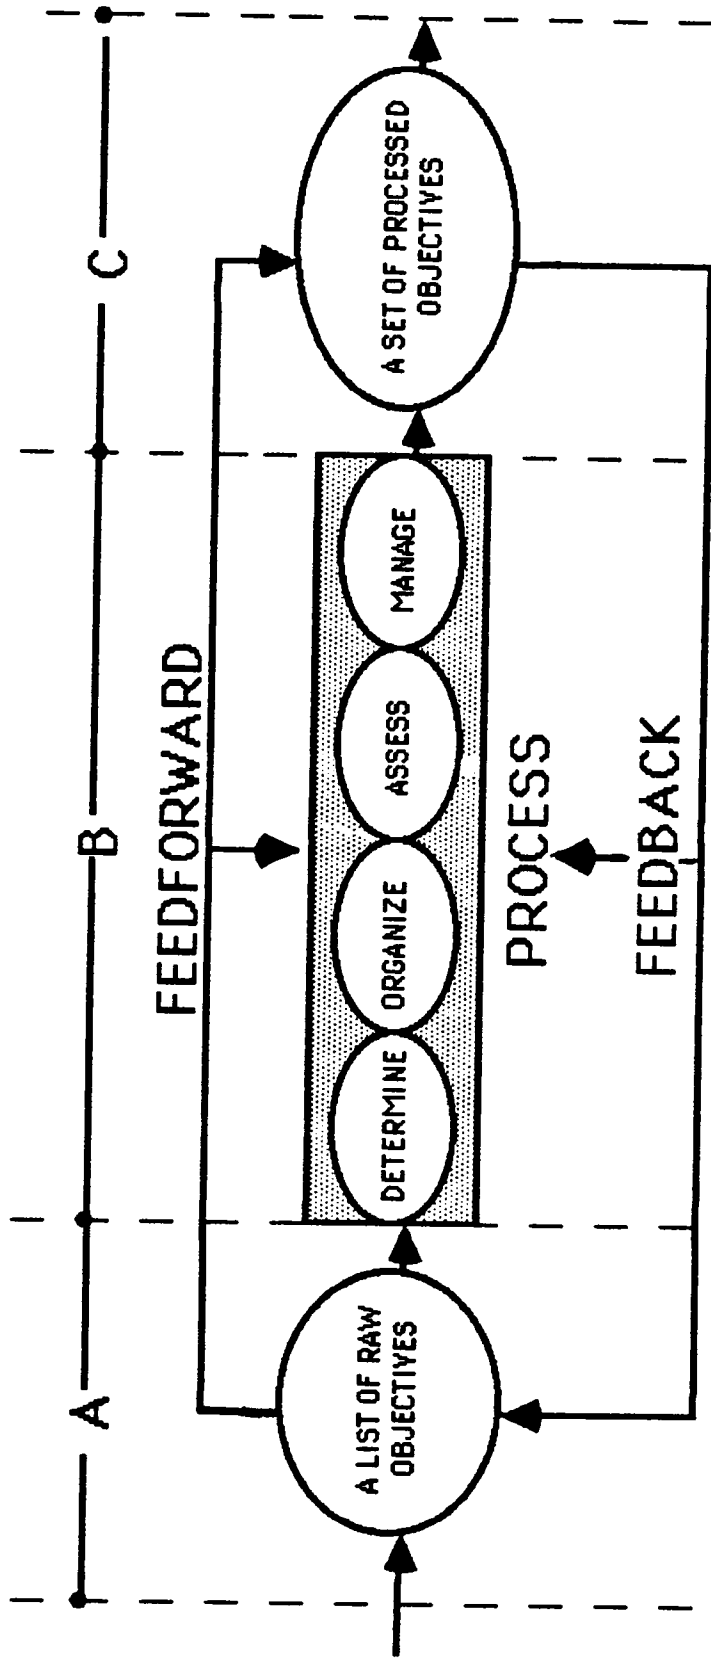 A
B
C
FEEDFORWARD
A LIST OF RAW
OBJECTIVES
DETERMINE
ORGANIZE
ASSESS
MANAGE
A SET OF PROCESSED
OBJECTIVES
PROCESS
FEEDBACK